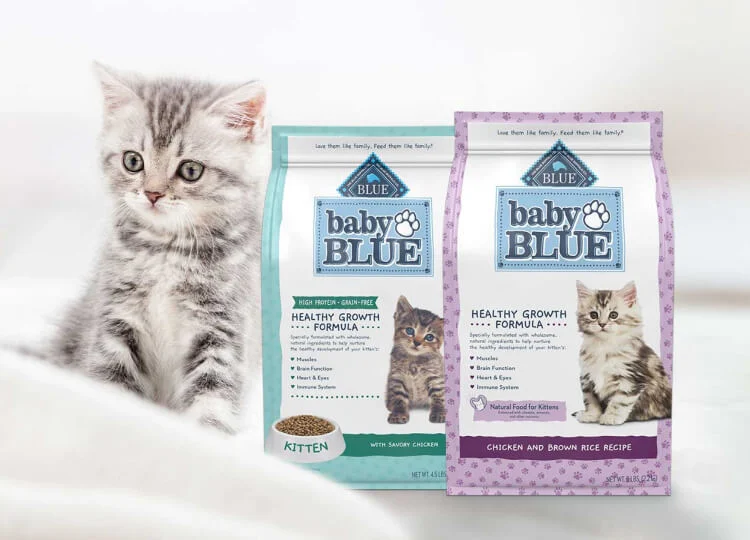 Love them like family. Feed them like family.®
BLUE
baby
BLUE
HIGH PROTEIN • GRAIN-FREE
HEALTHY GROWTH
FORMULA
Specially formulated with wholesome,
natural ingredients to help nurture
the healthy development of your kitten's:
Muscles
Brain Function
Heart & Eyes
Immune System
KITTEN
WITH SAVORY CHICKEN
NET WT. 4.5 LBS
Love them like family. Feed them like family.®
BLUE
baby
BLUE
HEALTHY GROWTH
FORMULA
Specially formulated with wholesome,
natural ingredients to help nurture
the healthy development of your kitten's:
Muscles
Brain Function
Heart & Eyes
Immune System
Natural Food for Kittens
CHICKEN AND BROWN RICE RECIPE
NET WT.